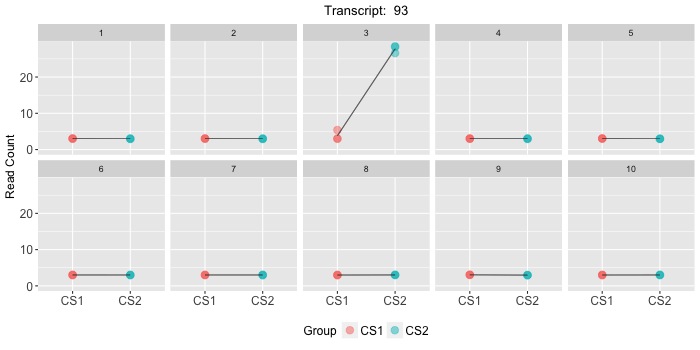 Transcript:  93
1 2 3 4 5
20
10
0
Read Count
6 7 8 9 10
20
10
0
CS1 CS2 CS1 CS2 CS1 CS2 CS1 CS2 CS1 CS2
Group CS1 CS2